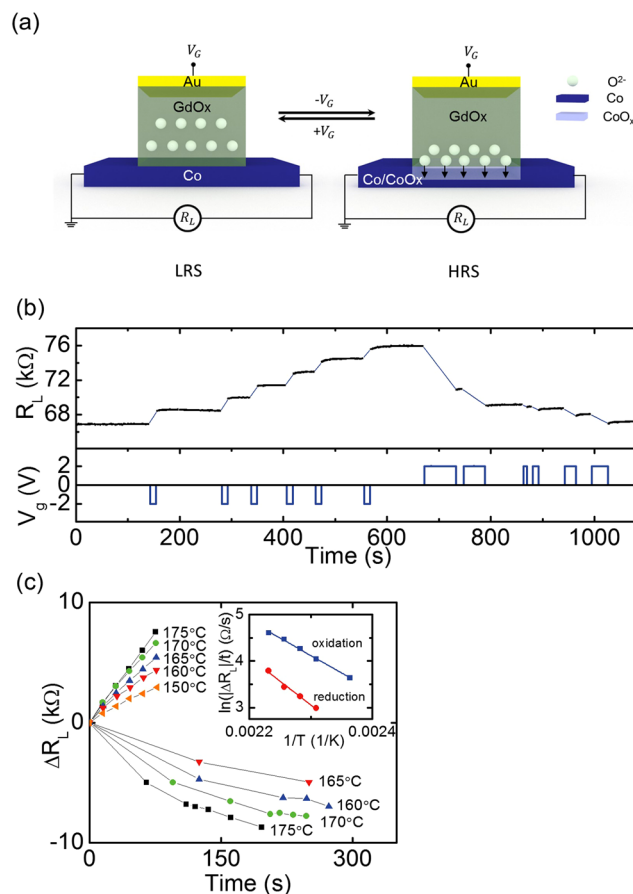 (a)
V_G V_G
Au Au
O²⁻
GdOx -V_G GdOx Co
+V_G CoOₓ
Co Co/CoOx
R_L R_L
LRS HRS
(b)
76
72
68
R_L (kΩ)
2
0
-2
V_g (V)
0 200 400 600 800 1000
Time (s)
(c)
10
0
-10
ΔR_L (kΩ)
175°C
170°C
165°C
160°C
150°C
5
4
3
ln(|ΔR_L|/t) (Ω/s)
oxidation
reduction
0.0022 0.0024
1/T (1/K)
165°C
160°C
170°C
175°C
0 150 300
Time (s)